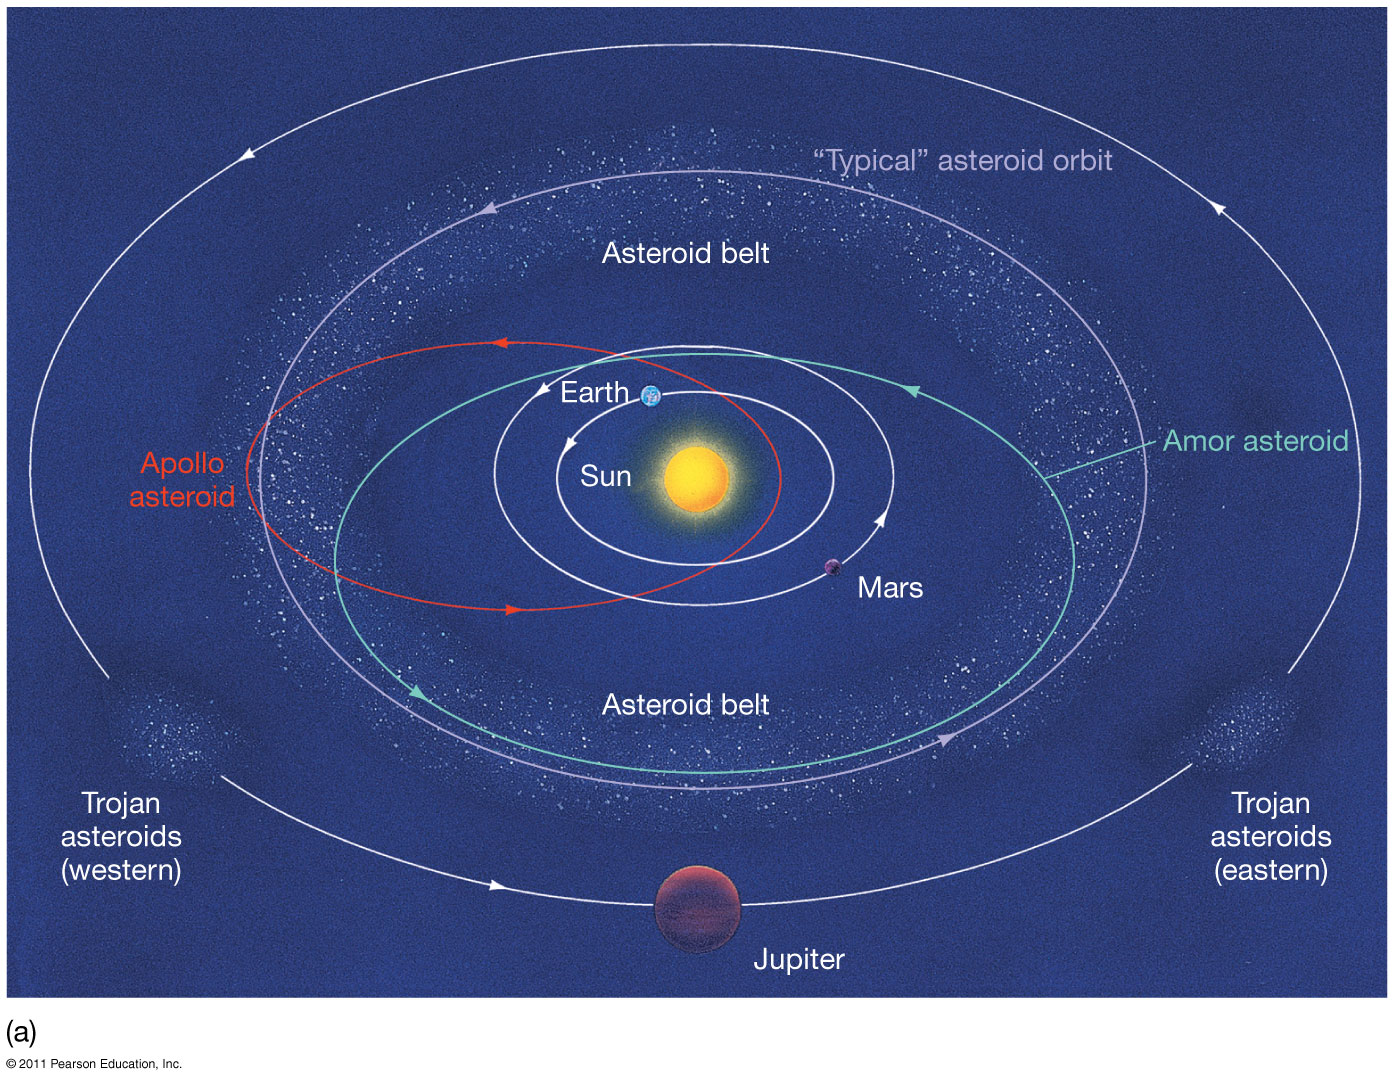 “Typical” asteroid orbit
Asteroid belt
Earth
Sun
Apollo
asteroid
Amor asteroid
Mars
Asteroid belt
Trojan
asteroids
(western)
Trojan
asteroids
(eastern)
Jupiter
(a)
© 2011 Pearson Education, Inc.